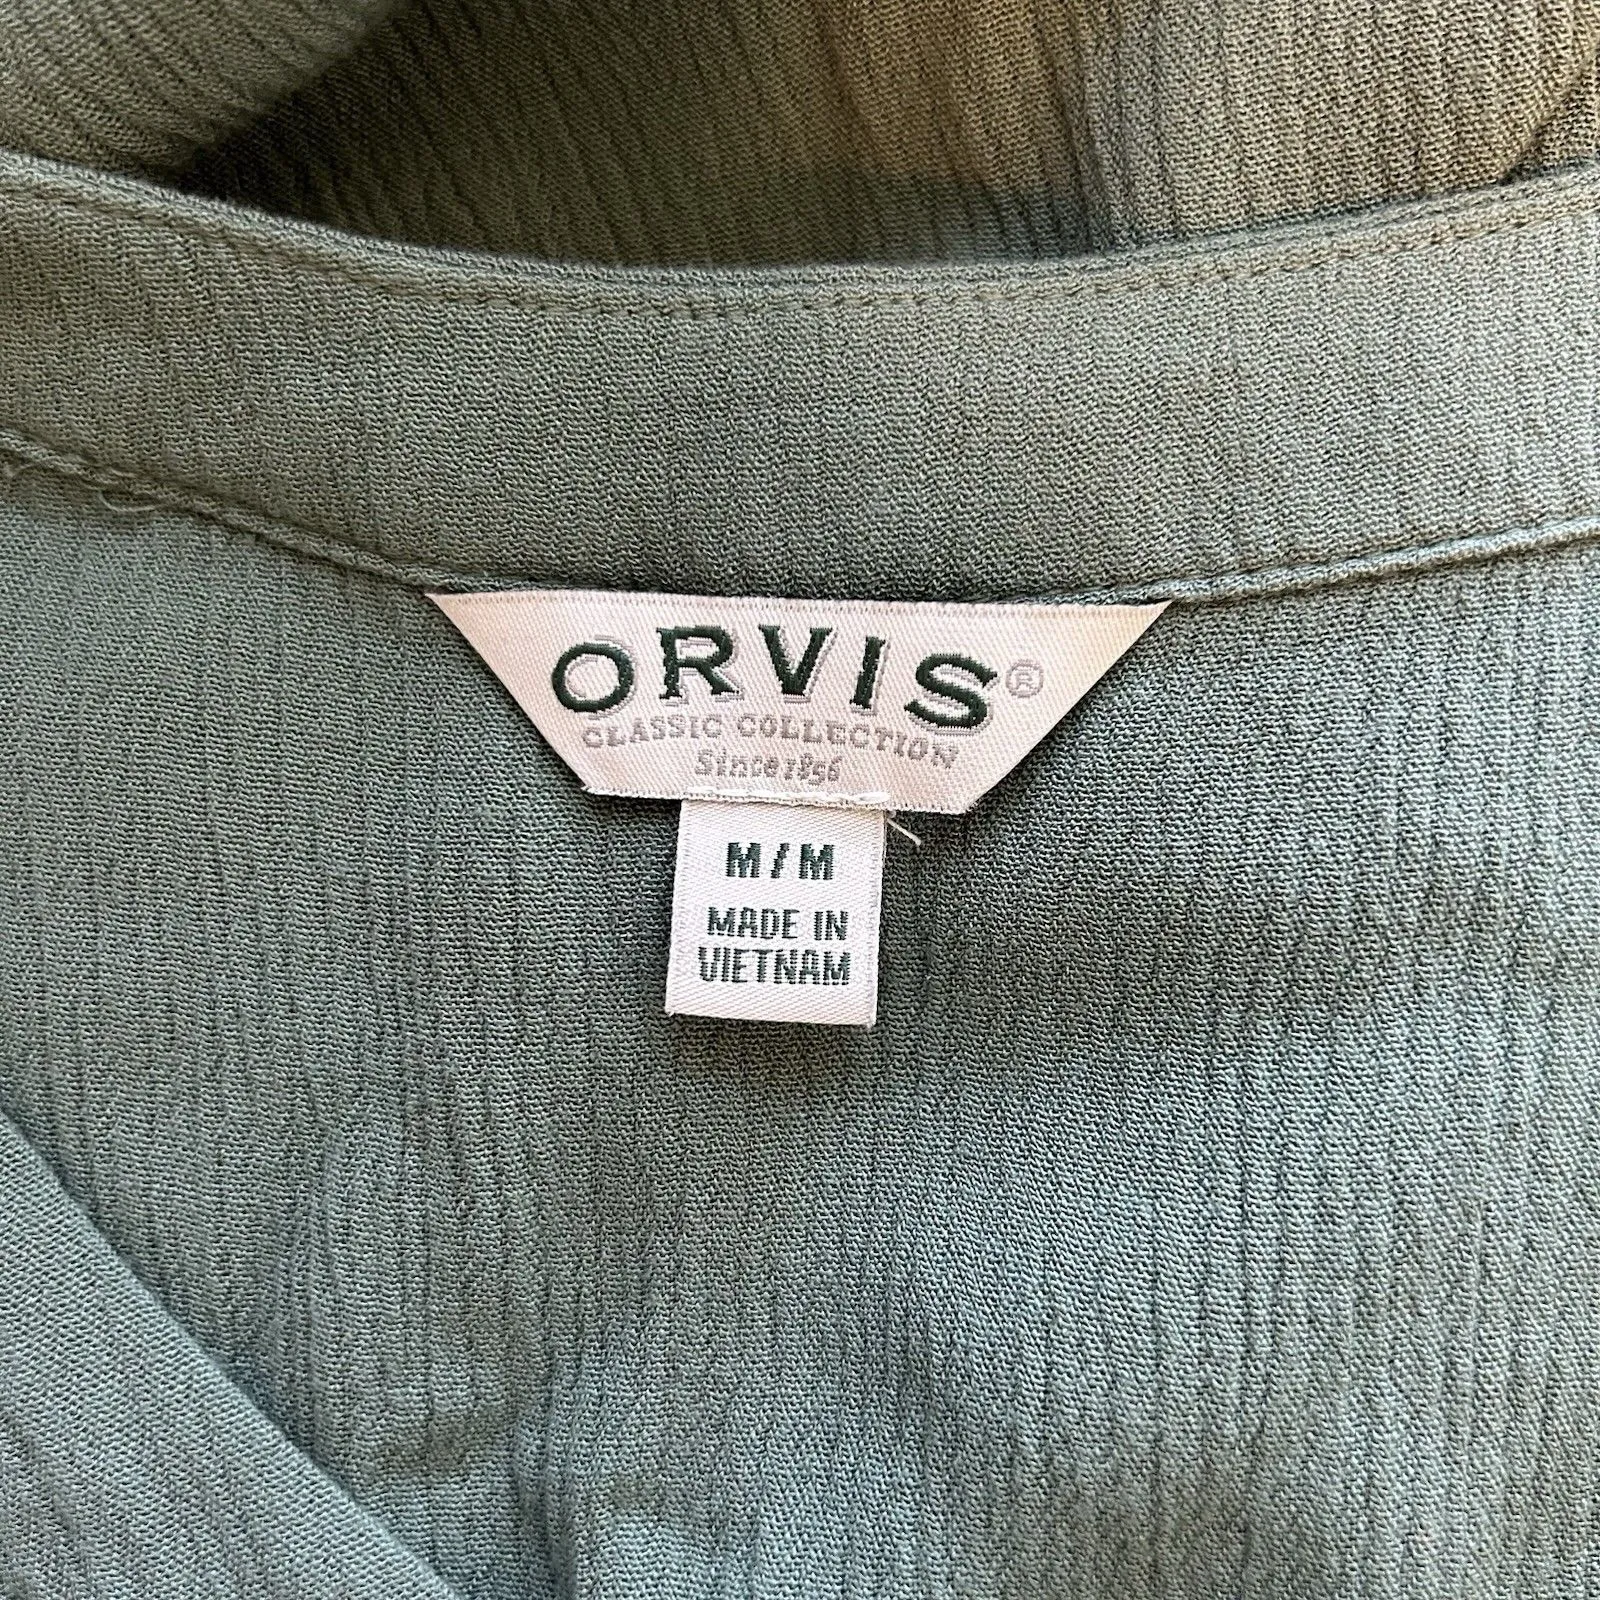 ORVIS®
CLASSIC COLLECTION
Since 1856
M / M
MADE IN
VIETNAM